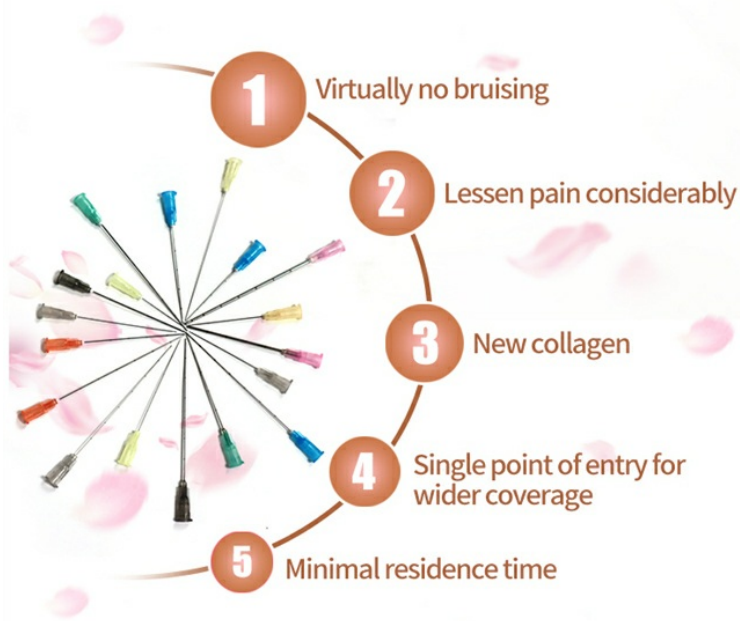 1
Virtually no bruising
2
Lessen pain considerably
3
New collagen
4
Single point of entry for
wider coverage
5
Minimal residence time